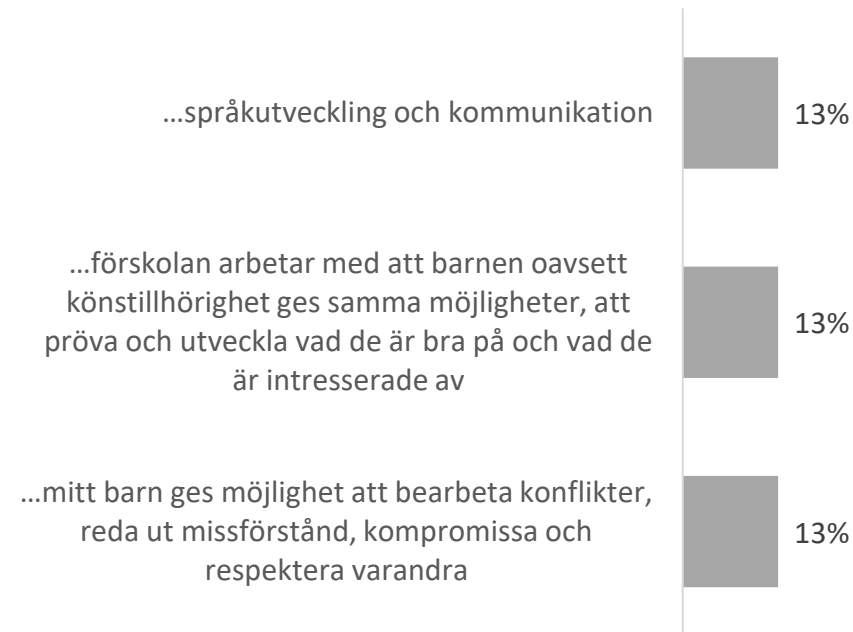 …språkutveckling och kommunikation
13%
…förskolan arbetar med att barnen oavsett
könstillhörighet ges samma möjligheter, att
pröva och utveckla vad de är bra på och vad de
är intresserade av
13%
…mitt barn ges möjlighet att bearbeta konflikter,
reda ut missförstånd, kompromissa och
respektera varandra
13%